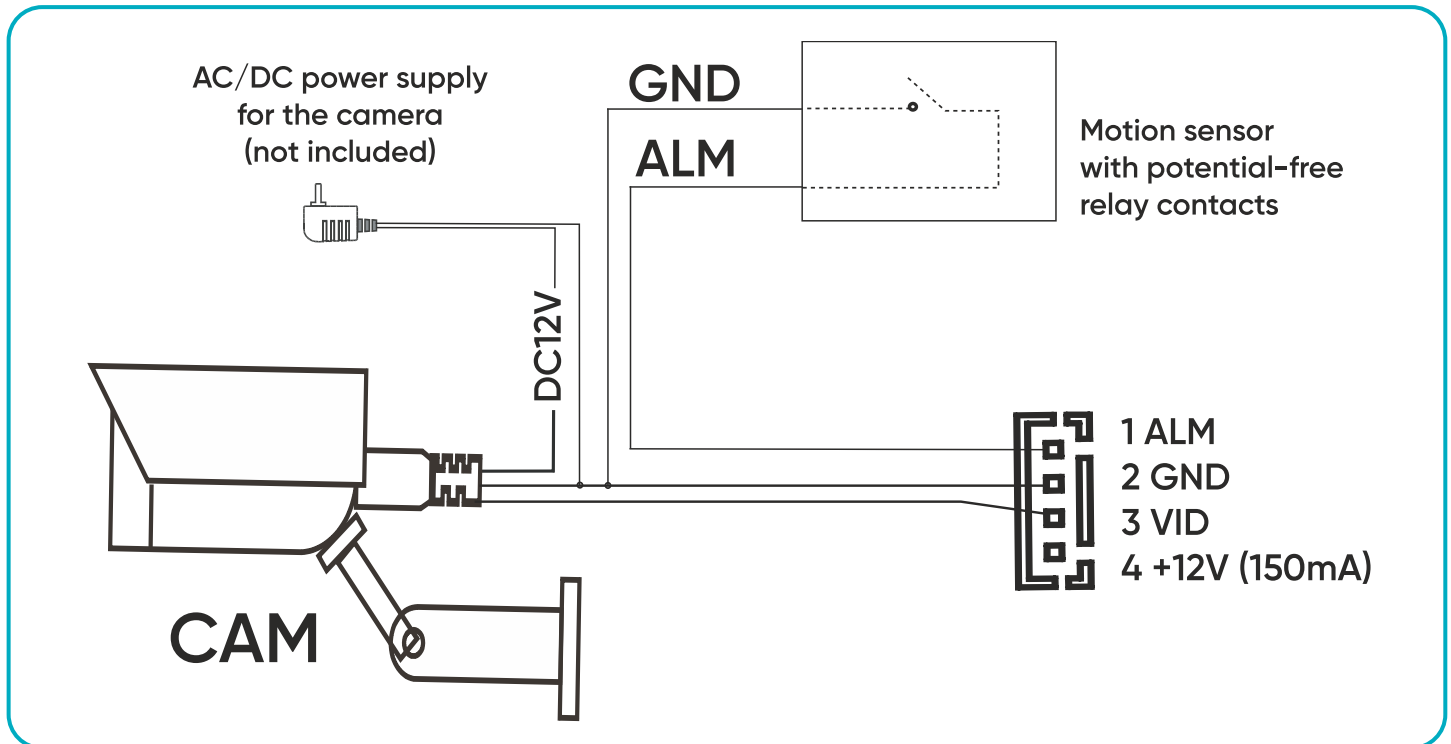 AC/DC power supply
for the camera
(not included)
GND
ALM
Motion sensor
with potential-free
relay contacts
DC12V
1 ALM
2 GND
3 VID
4 +12V (150mA)
CAM